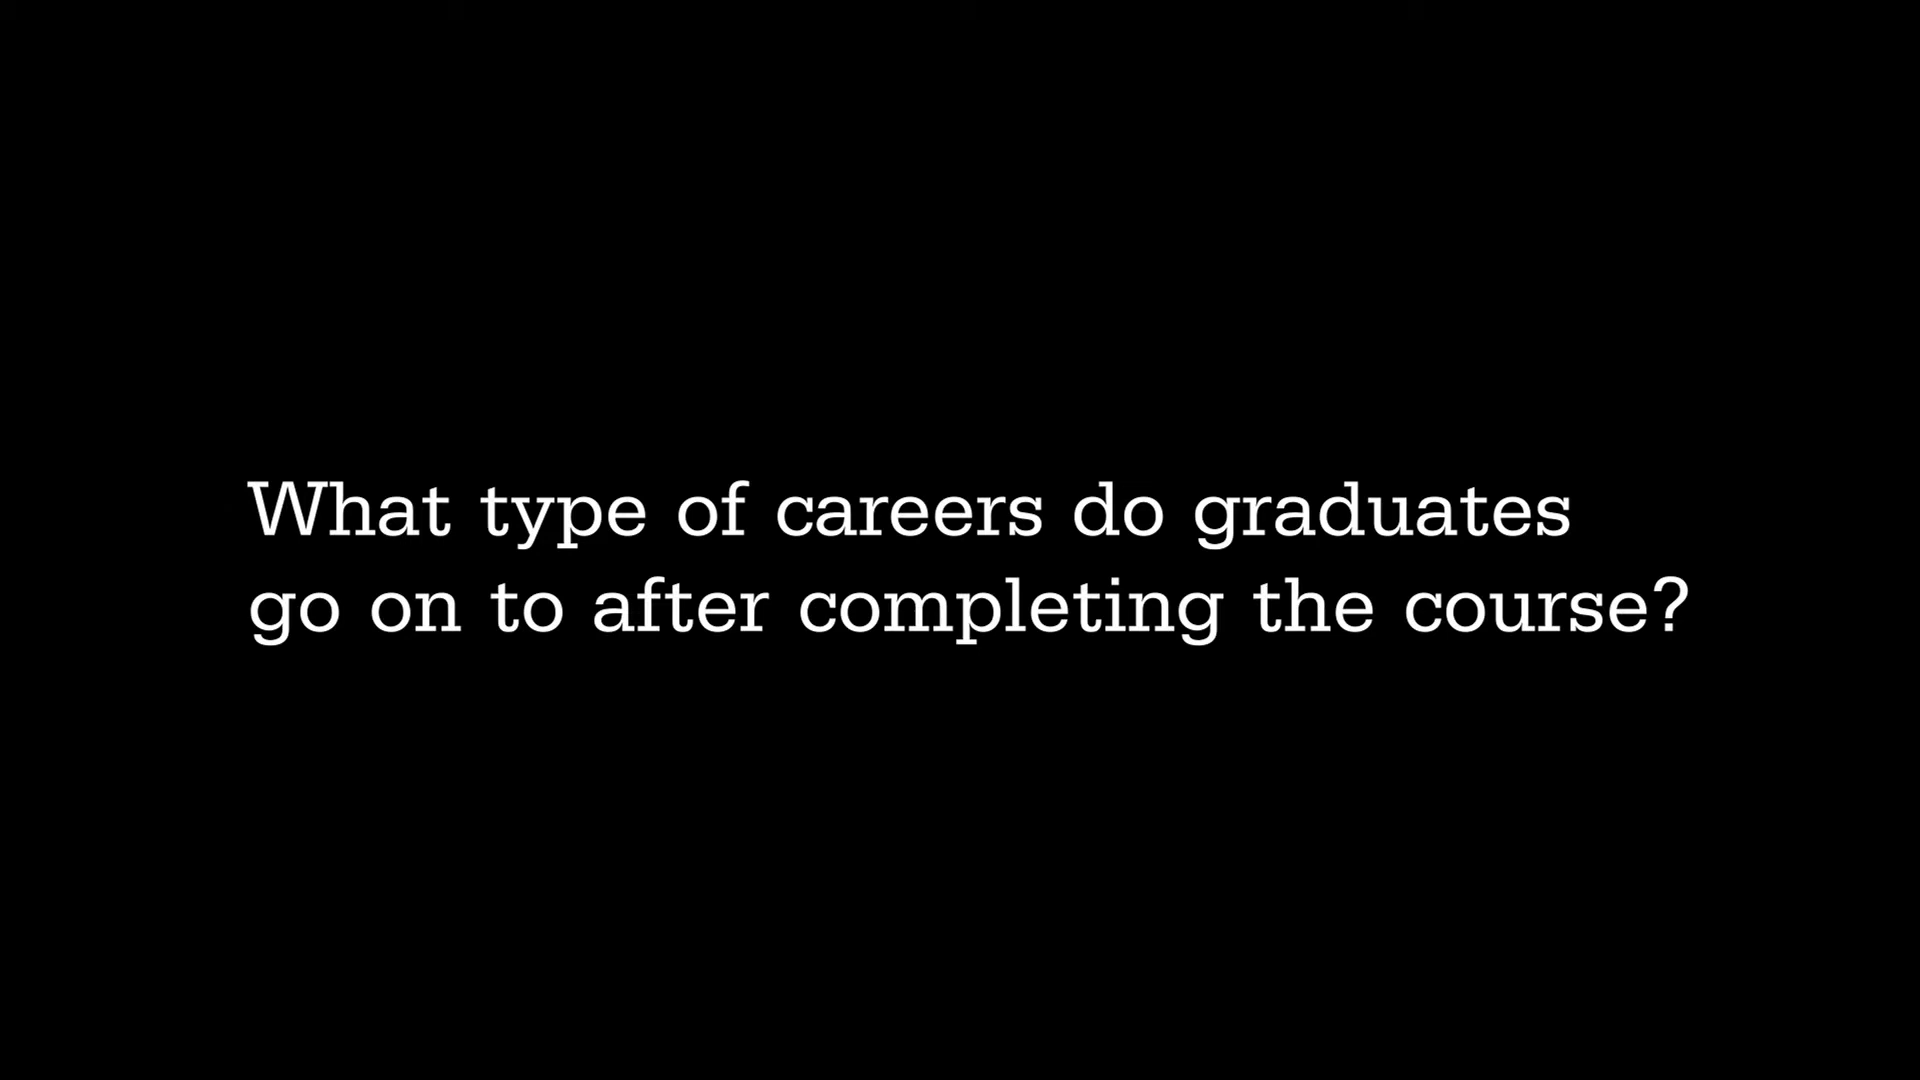 What type of careers do graduates
go on to after completing the course?